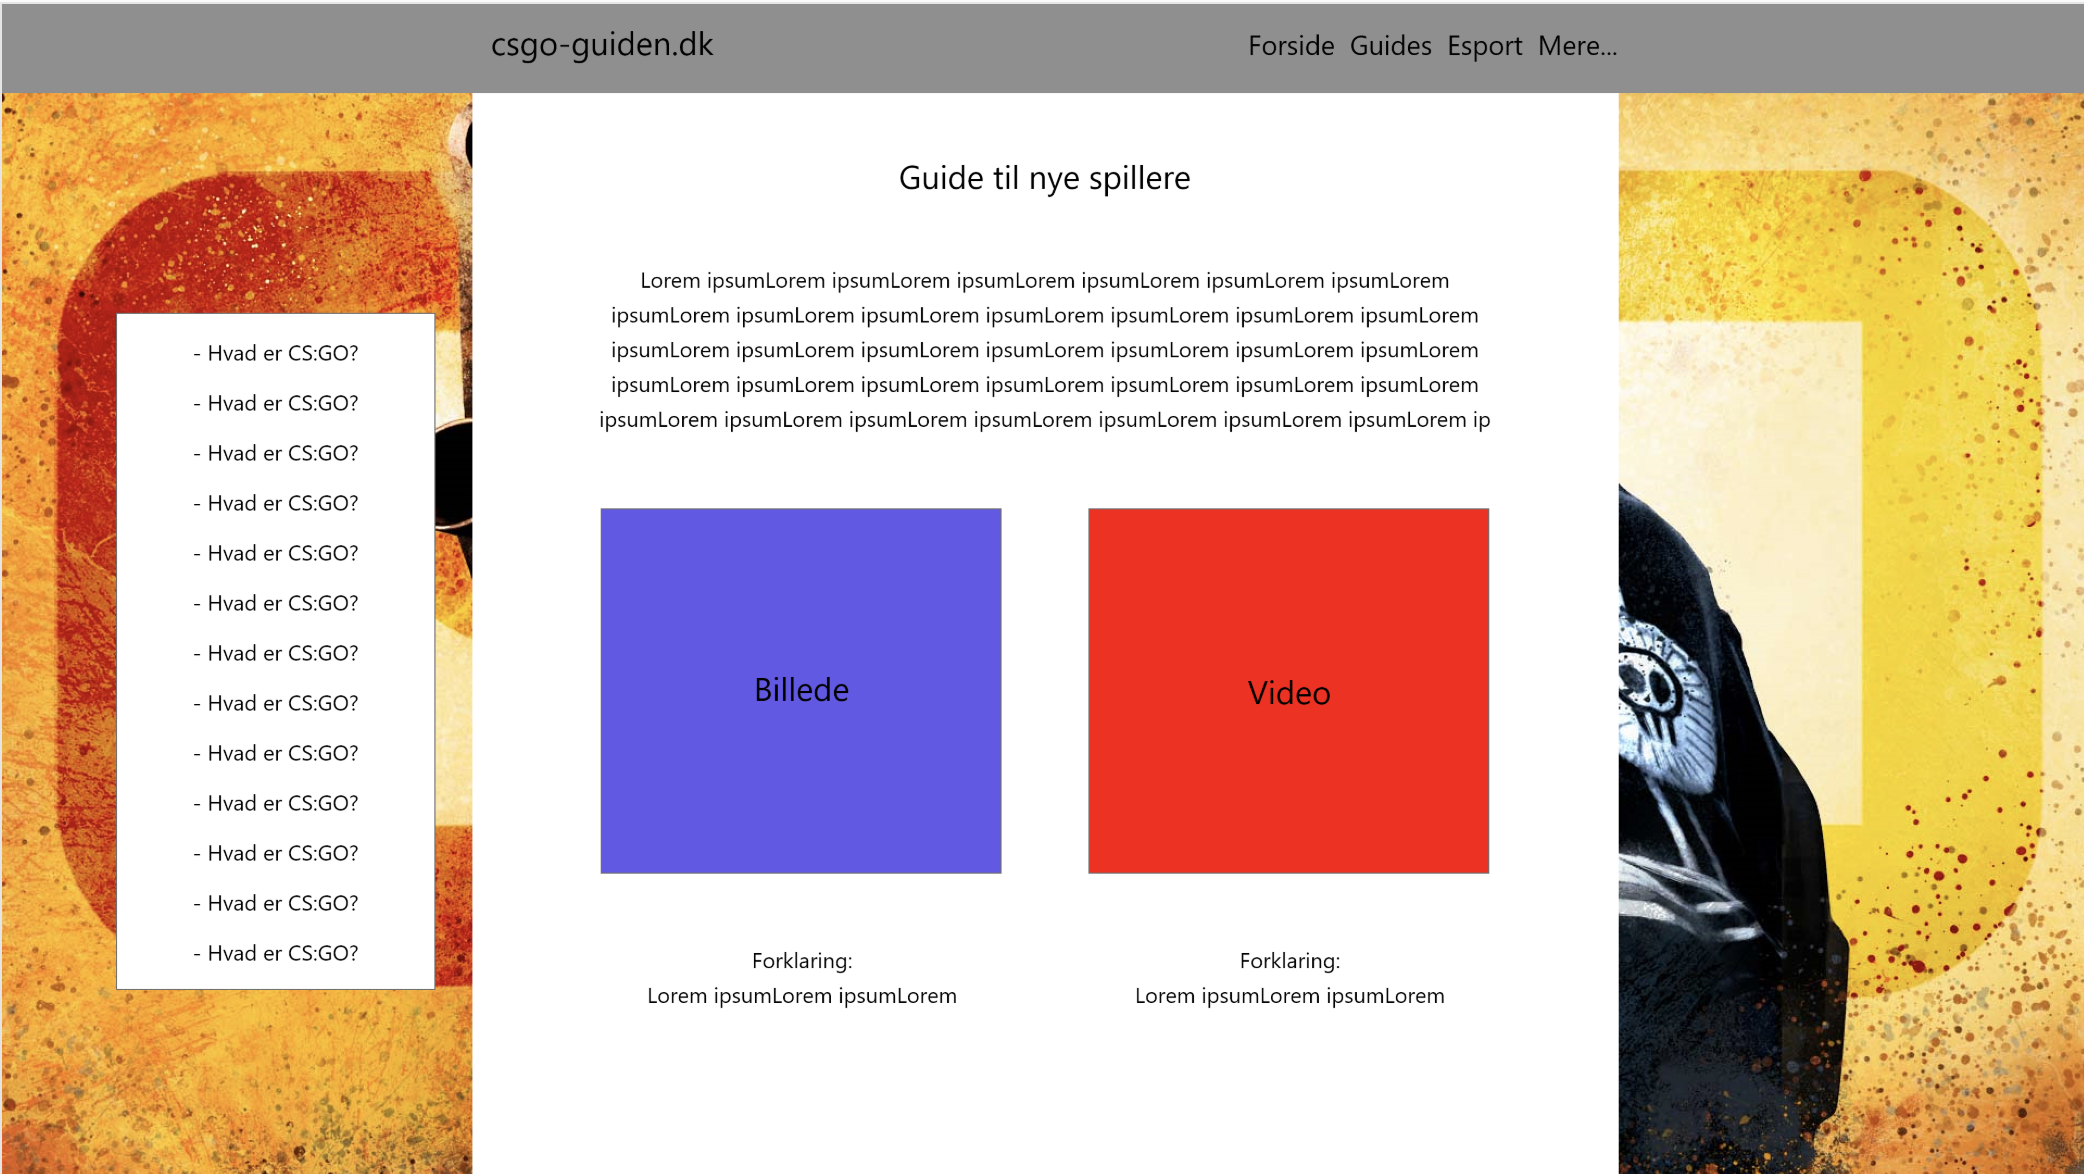 csgo-guiden.dk
Forside Guides Esport Mere...
- Hvad er CS:GO?
- Hvad er CS:GO?
- Hvad er CS:GO?
- Hvad er CS:GO?
- Hvad er CS:GO?
- Hvad er CS:GO?
- Hvad er CS:GO?
- Hvad er CS:GO?
- Hvad er CS:GO?
- Hvad er CS:GO?
- Hvad er CS:GO?
- Hvad er CS:GO?
- Hvad er CS:GO?
Guide til nye spillere
Lorem ipsumLorem ipsumLorem ipsumLorem ipsumLorem ipsumLorem ipsumLorem
ipsumLorem ipsumLorem ipsumLorem ipsumLorem ipsumLorem ipsumLorem ipsumLorem
ipsumLorem ipsumLorem ipsumLorem ipsumLorem ipsumLorem ipsumLorem ipsumLorem
ipsumLorem ipsumLorem ipsumLorem ipsumLorem ipsumLorem ipsumLorem ipsumLorem
ipsumLorem ipsumLorem ipsumLorem ipsumLorem ipsumLorem ipsumLorem ipsumLorem ip
Billede
Video
Forklaring:
Lorem ipsumLorem ipsumLorem
Forklaring:
Lorem ipsumLorem ipsumLorem